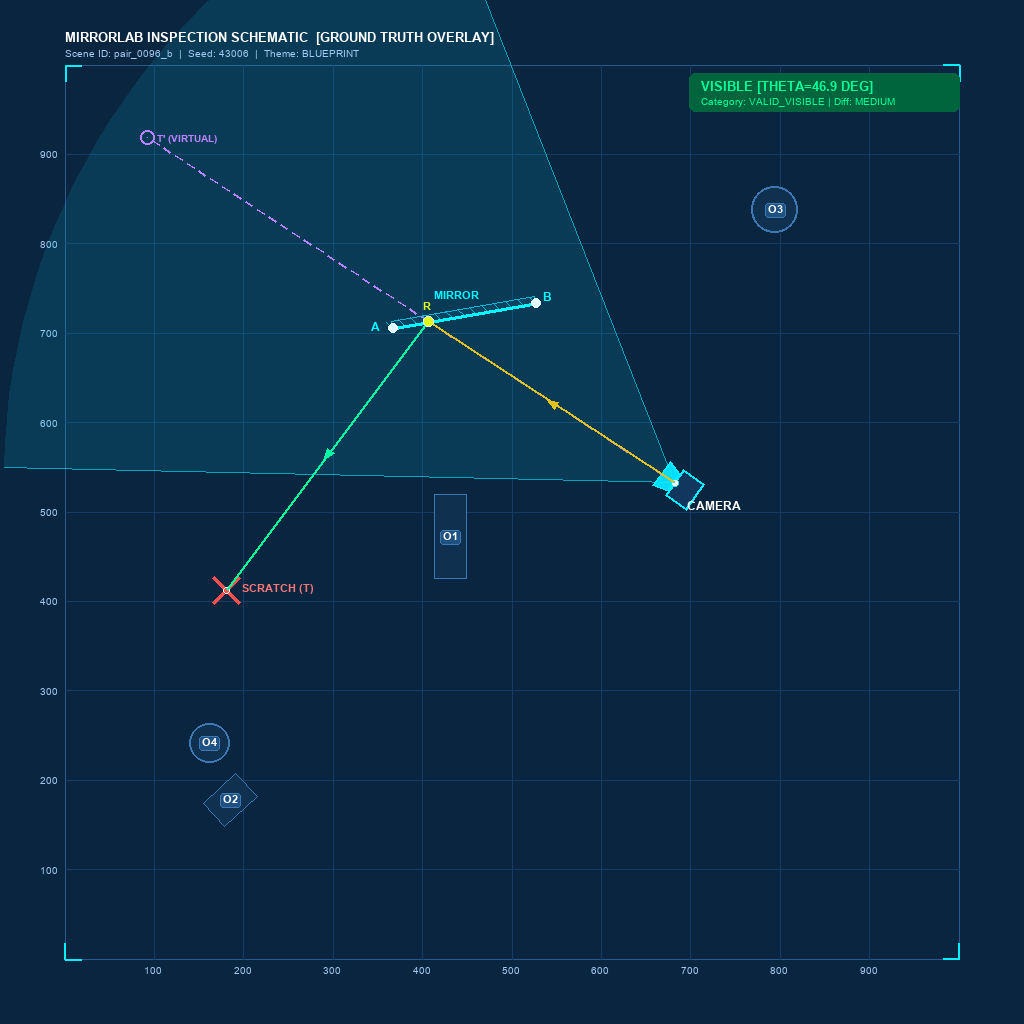 MIRRORLAB INSPECTION SCHEMATIC [GROUND TRUTH OVERLAY]
Scene ID: pair_0096_b | Seed: 43006 | Theme: BLUEPRINT
VISIBLE [THETA=46.9 DEG]
Category: VALID_VISIBLE | Diff: MEDIUM
T' (VIRTUAL)
900
O3
800
MIRROR
B
R
A
700
600
CAMERA
500
O1
SCRATCH (T)
400
300
O4
200
O2
100
100 200 300 400 500 600 700 800 900